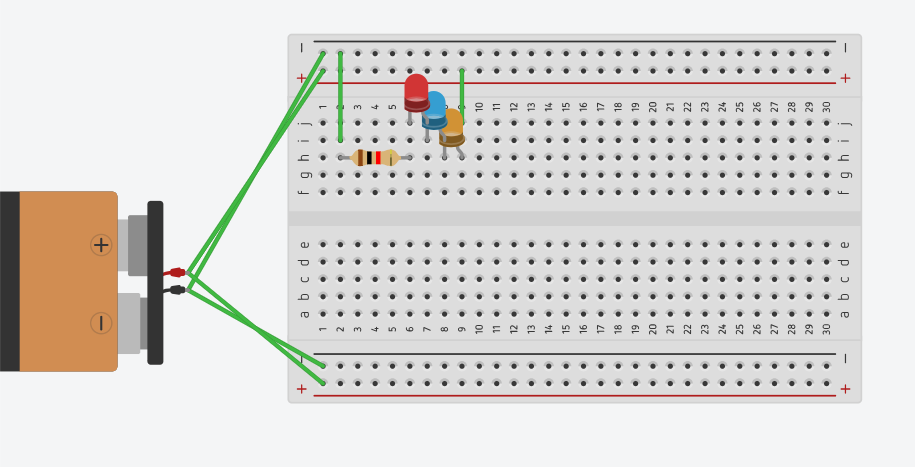 − −
+ +
1 2 3 4 5 6 7 8 9 10 11 12 13 14 15 16 17 18 19 20 21 22 23 24 25 26 27 28 29 30
j j
i i
h h
g g
f f
+
−
e e
d d
c c
b b
a a
1 2 3 4 5 6 7 8 9 10 11 12 13 14 15 16 17 18 19 20 21 22 23 24 25 26 27 28 29 30
− −
+ +